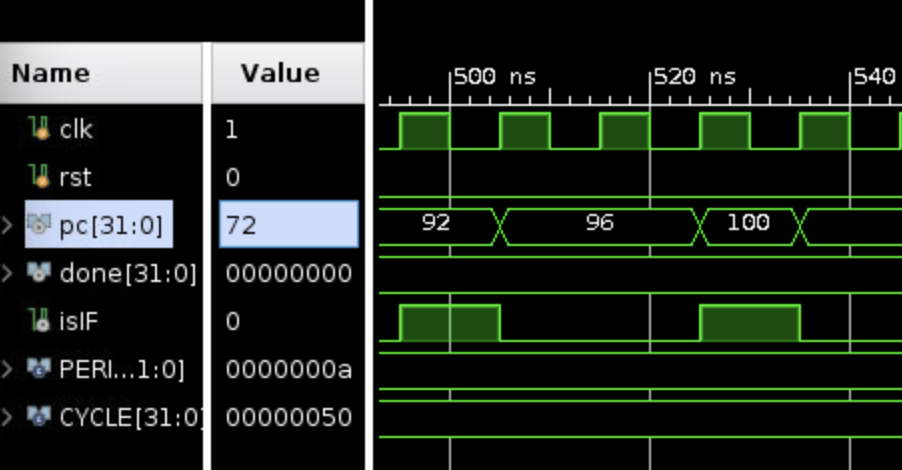 Name Value 500 ns 520 ns 540
clk 1
rst 0
pc[31:0] 72 92 96 100
done[31:0] 00000000
isIF 0
PERI...1:0] 0000000a
CYCLE[31:0] 00000050